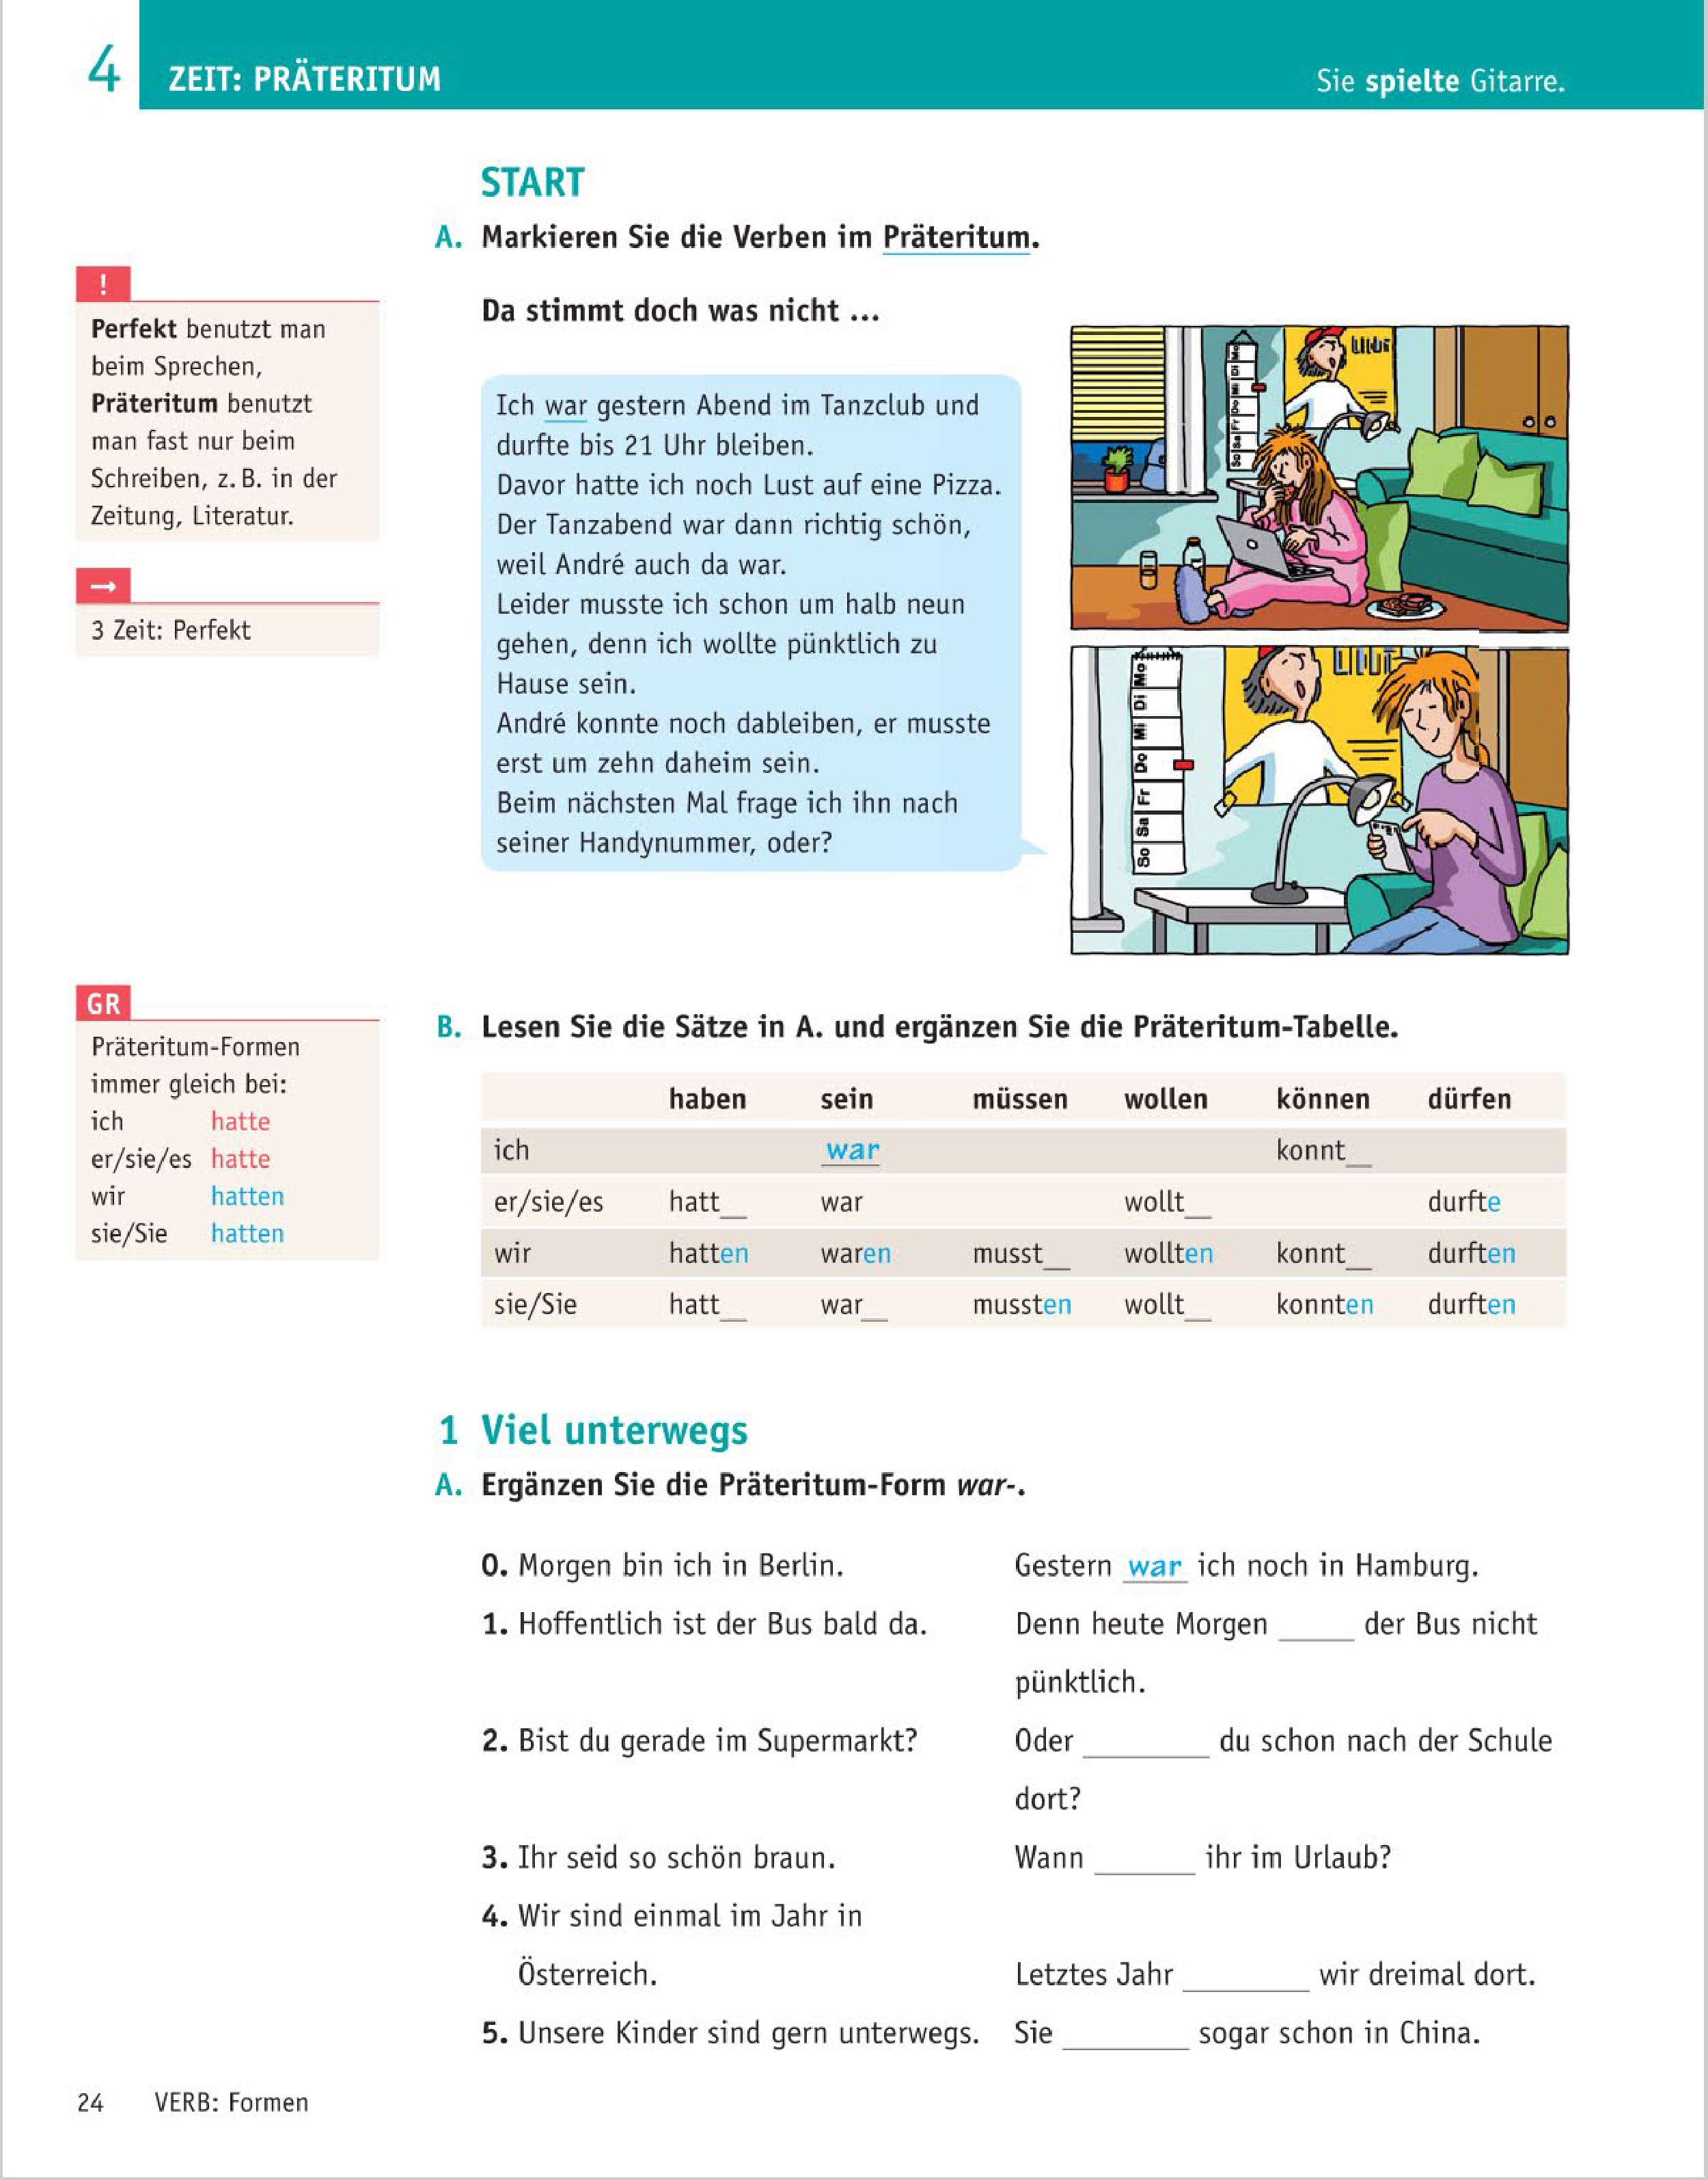 4
ZEIT: PRÄTERITUM
Sie spielte Gitarre.
START
A. Markieren Sie die Verben im Präteritum.
!
Perfekt benutzt man
beim Sprechen,
Präteritum benutzt
man fast nur beim
Schreiben, z. B. in der
Zeitung, Literatur.
→
3 Zeit: Perfekt
Da stimmt doch was nicht ...
Ich war gestern Abend im Tanzclub und
durfte bis 21 Uhr bleiben.
Davor hatte ich noch Lust auf eine Pizza.
Der Tanzabend war dann richtig schön,
weil André auch da war.
Leider musste ich schon um halb neun
gehen, denn ich wollte pünktlich zu
Hause sein.
André konnte noch dableiben, er musste
erst um zehn daheim sein.
Beim nächsten Mal frage ich ihn nach
seiner Handynummer, oder?
Mo Di Mi Do Fr Sa So
Mo Di Mi Do Fr Sa So
GR
Präteritum-Formen
immer gleich bei:
ich hatte
er/sie/es hatte
wir hatten
sie/Sie hatten
B. Lesen Sie die Sätze in A. und ergänzen Sie die Präteritum-Tabelle.
haben sein müssen wollen können dürfen
ich war konnt__
er/sie/es hatt__ war wollt__ durfte
wir hatten waren musst__ wollten konnt__ durften
sie/Sie hatt__ war__ mussten wollt__ konnten durften
1 Viel unterwegs
A. Ergänzen Sie die Präteritum-Form war-.
0. Morgen bin ich in Berlin. Gestern war ich noch in Hamburg.
1. Hoffentlich ist der Bus bald da. Denn heute Morgen _____ der Bus nicht
pünktlich.
2. Bist du gerade im Supermarkt? Oder ________ du schon nach der Schule
dort?
3. Ihr seid so schön braun. Wann ______ ihr im Urlaub?
4. Wir sind einmal im Jahr in
Österreich. Letztes Jahr ________ wir dreimal dort.
5. Unsere Kinder sind gern unterwegs. Sie ________ sogar schon in China.
24 VERB: Formen